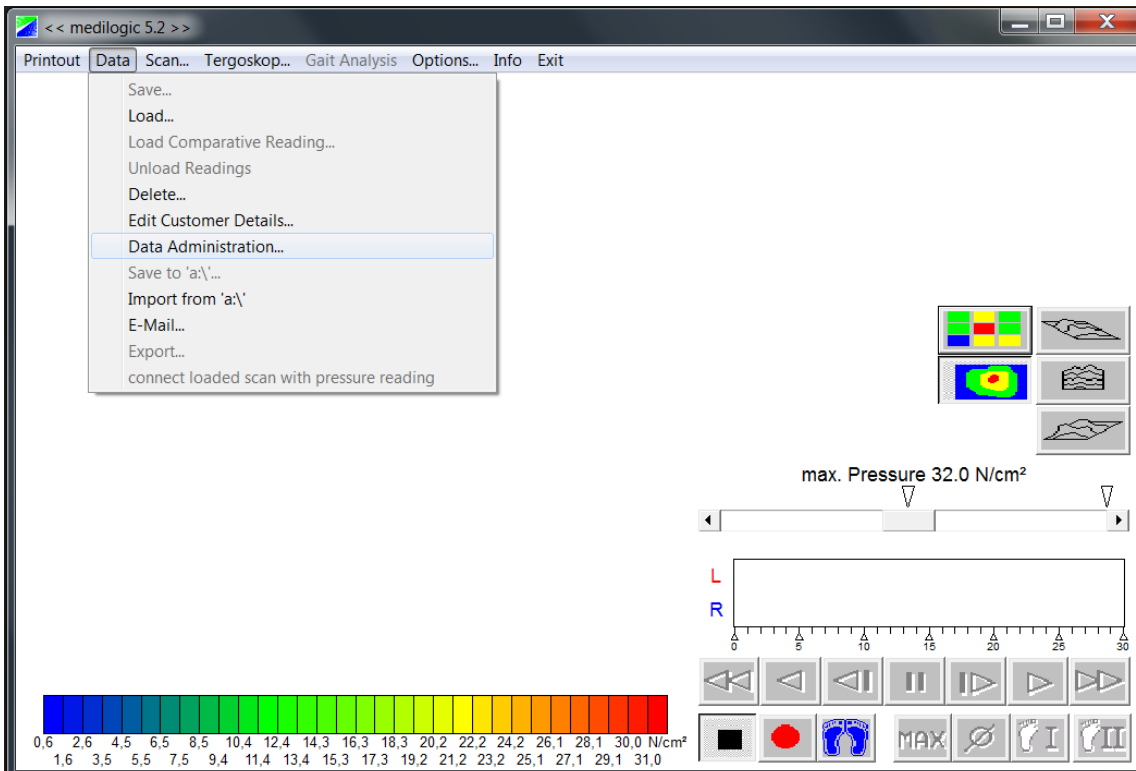 << medilogic 5.2 >>
Printout Data Scan... Tergoskop... Gait Analysis Options... Info Exit
Save...
Load...
Load Comparative Reading...
Unload Readings
Delete...
Edit Customer Details...
Data Administration...
Save to 'a:\'...
Import from 'a:\'
E-Mail...
Export...
connect loaded scan with pressure reading
max. Pressure 32.0 N/cm²
L
R
0 5 10 15 20 25 30
MAX I II
0,6 2,6 4,5 6,5 8,5 10,4 12,4 14,3 16,3 18,3 20,2 22,2 24,2 26,1 28,1 30,0 N/cm²
1,6 3,5 5,5 7,5 9,4 11,4 13,4 15,3 17,3 19,2 21,2 23,2 25,1 27,1 29,1 31,0